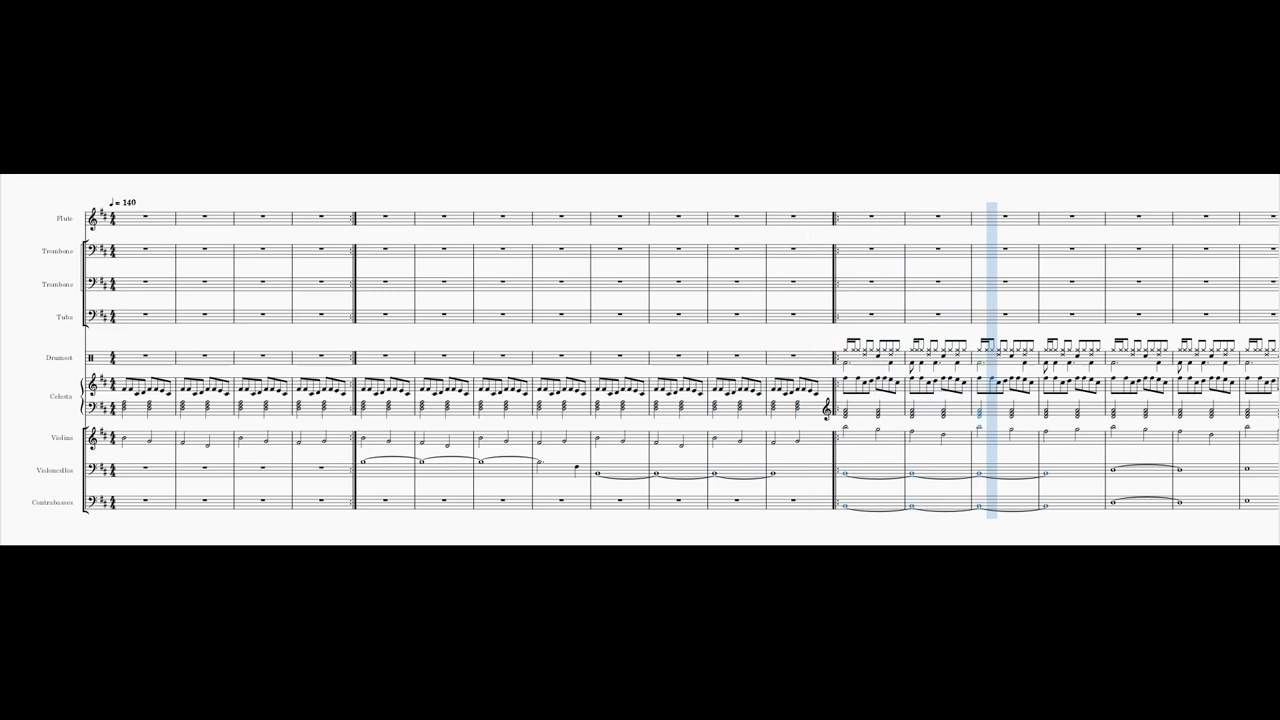 ♩ = 140
Flute
Trombone
Trombone
Tuba
Drumset
Celesta
Violins
Violoncellos
Contrabasses